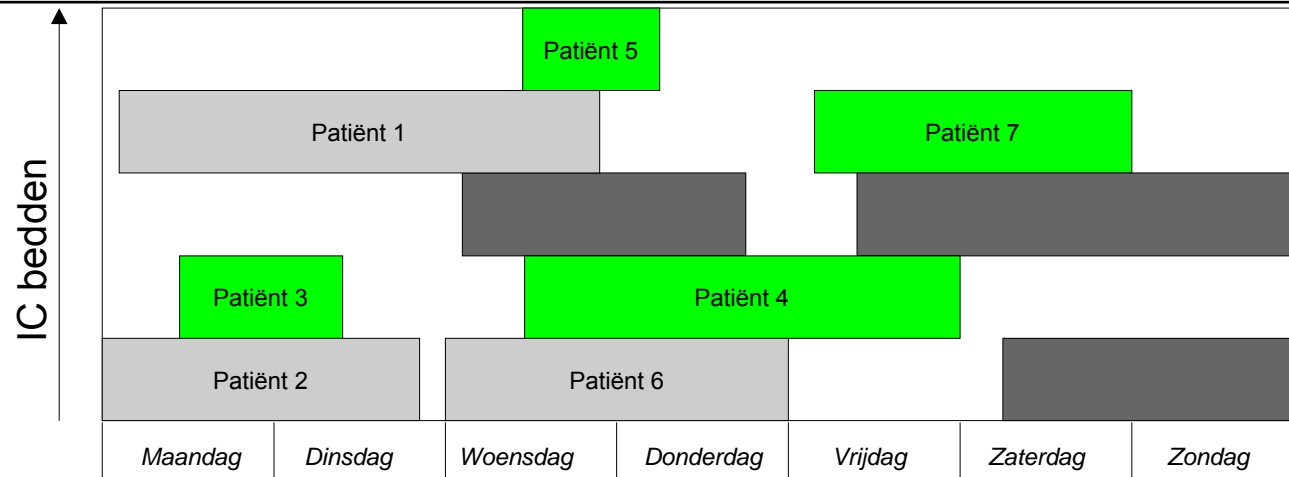 Patiënt 5
Patiënt 1
Patiënt 7
Patiënt 3
Patiënt 4
Patiënt 2
Patiënt 6
IC bedden
Maandag
Dinsdag
Woensdag
Donderdag
Vrijdag
Zaterdag
Zondag